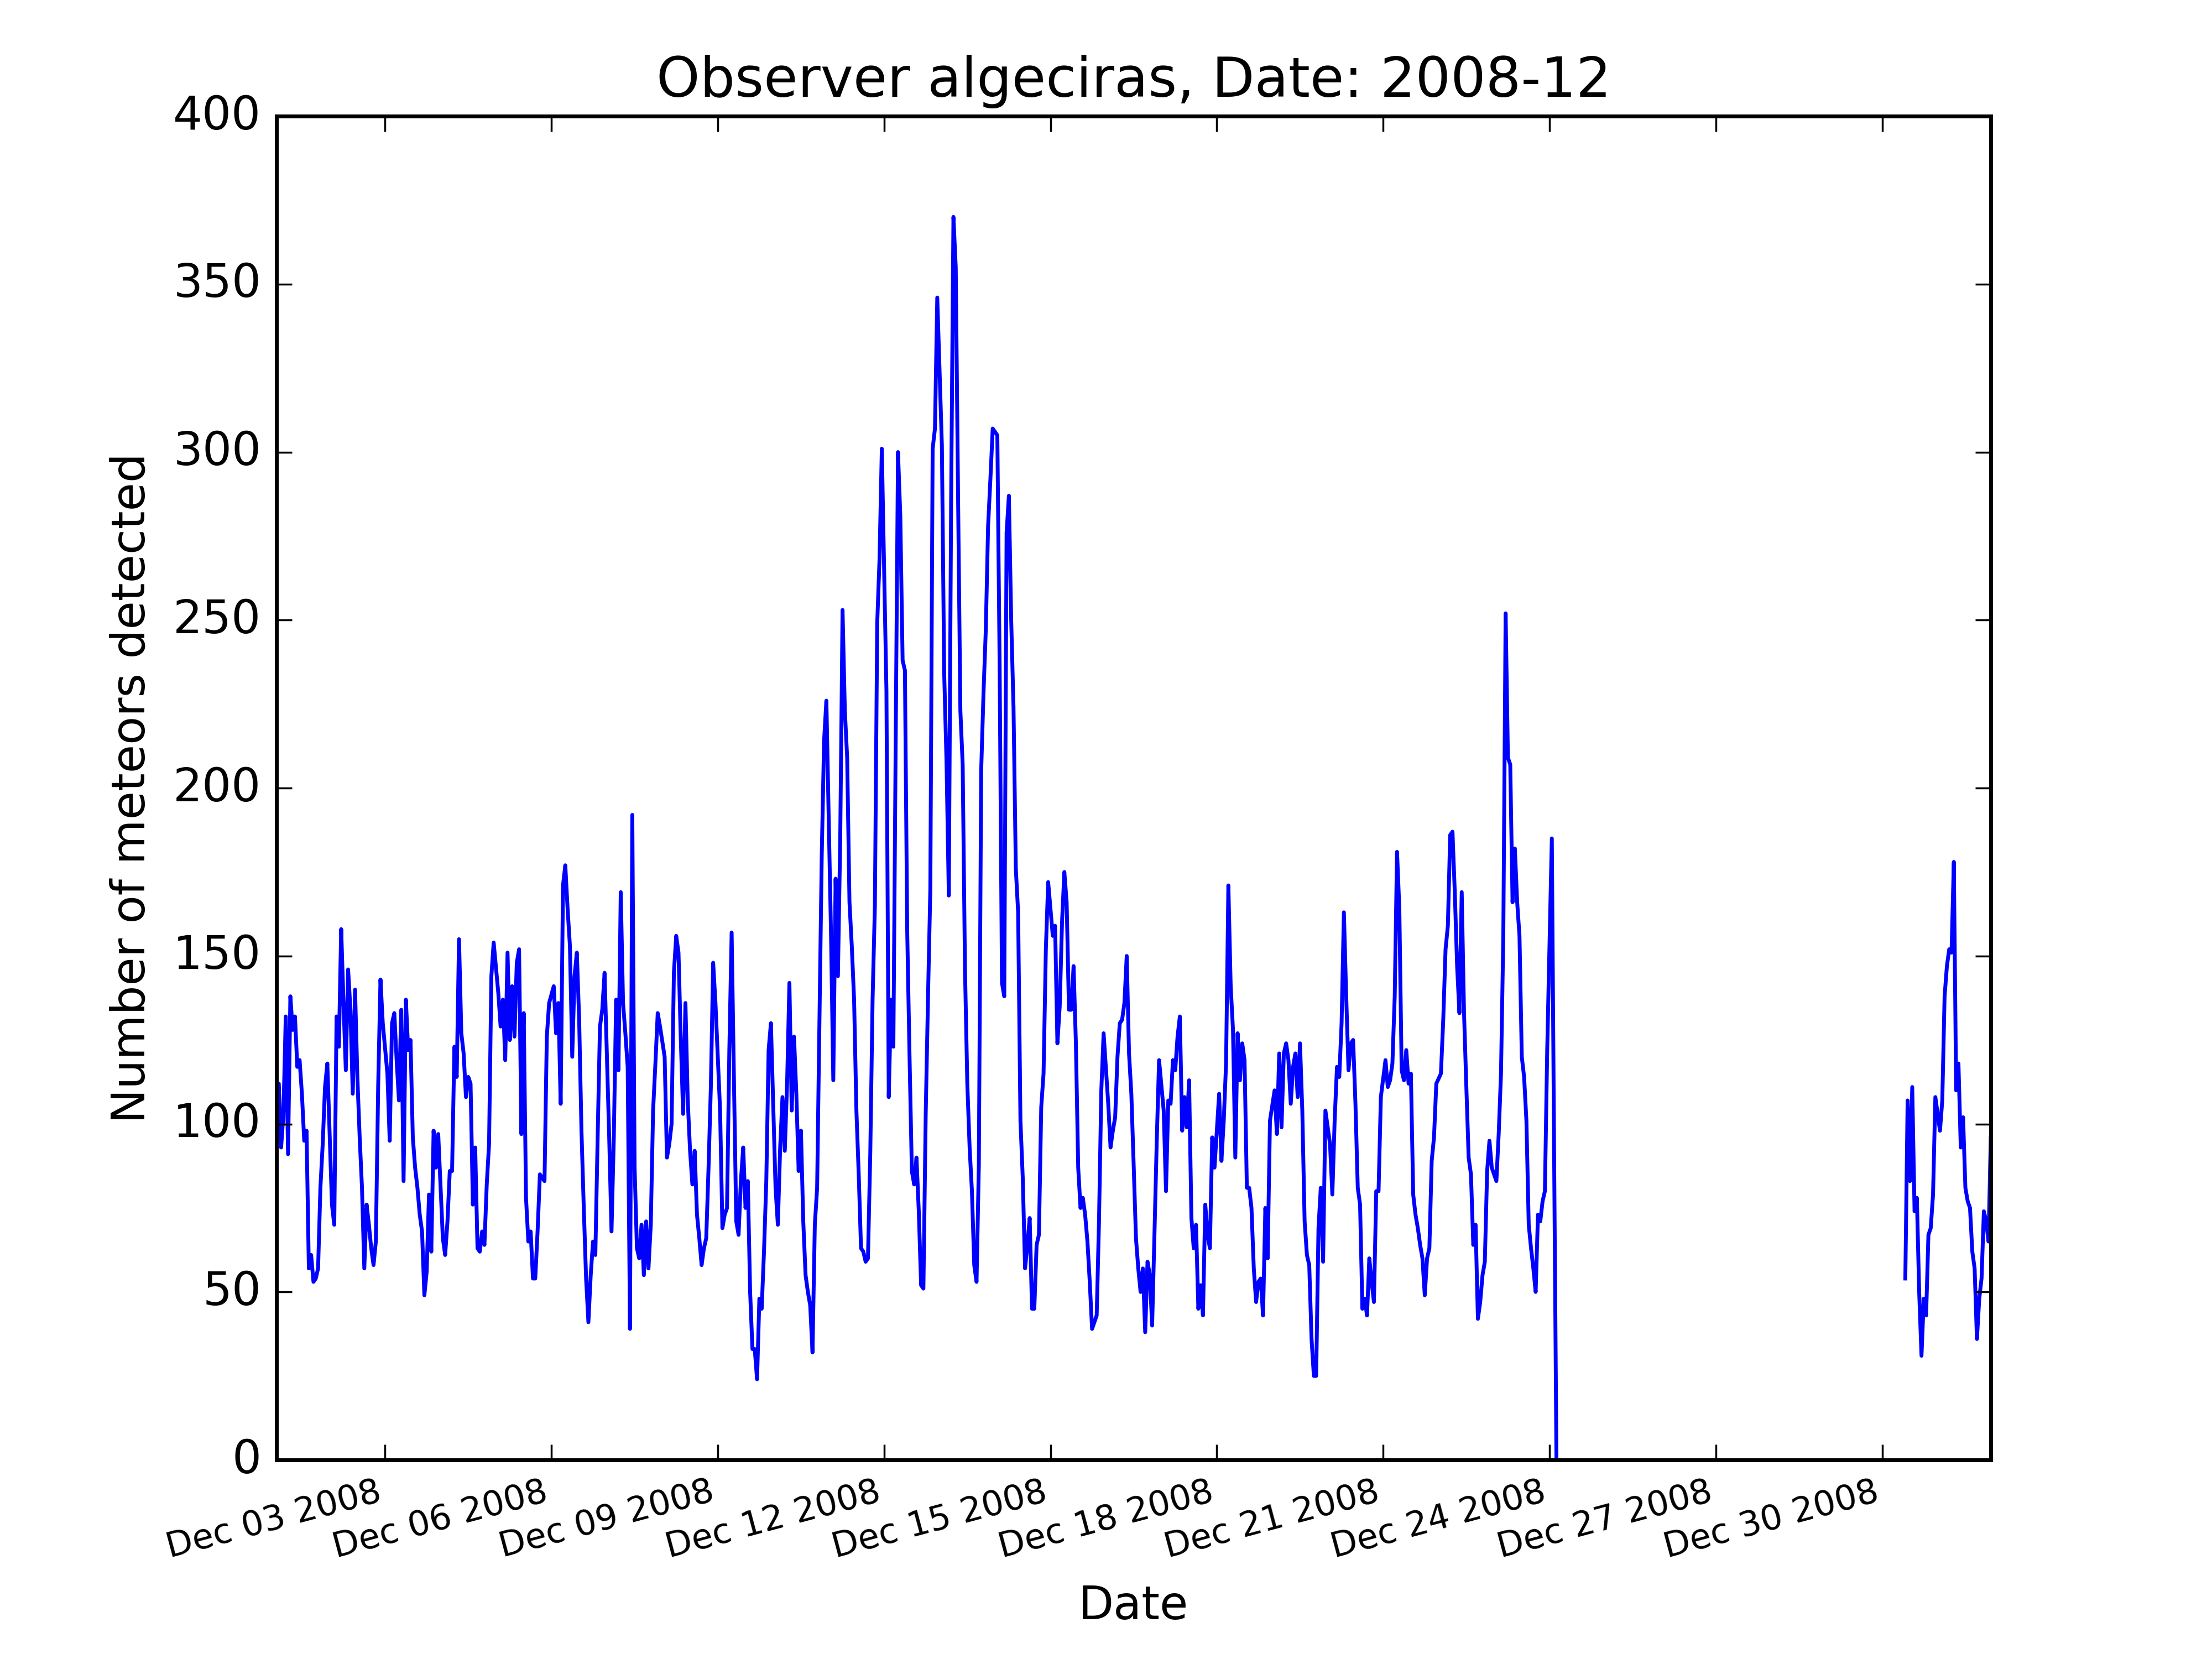 Observer algeciras, Date: 2008-12
400
350
300
250
200
150
100
50
0
Number of meteors detected
Dec 03 2008
Dec 06 2008
Dec 09 2008
Dec 12 2008
Dec 15 2008
Dec 18 2008
Dec 21 2008
Dec 24 2008
Dec 27 2008
Dec 30 2008
Date